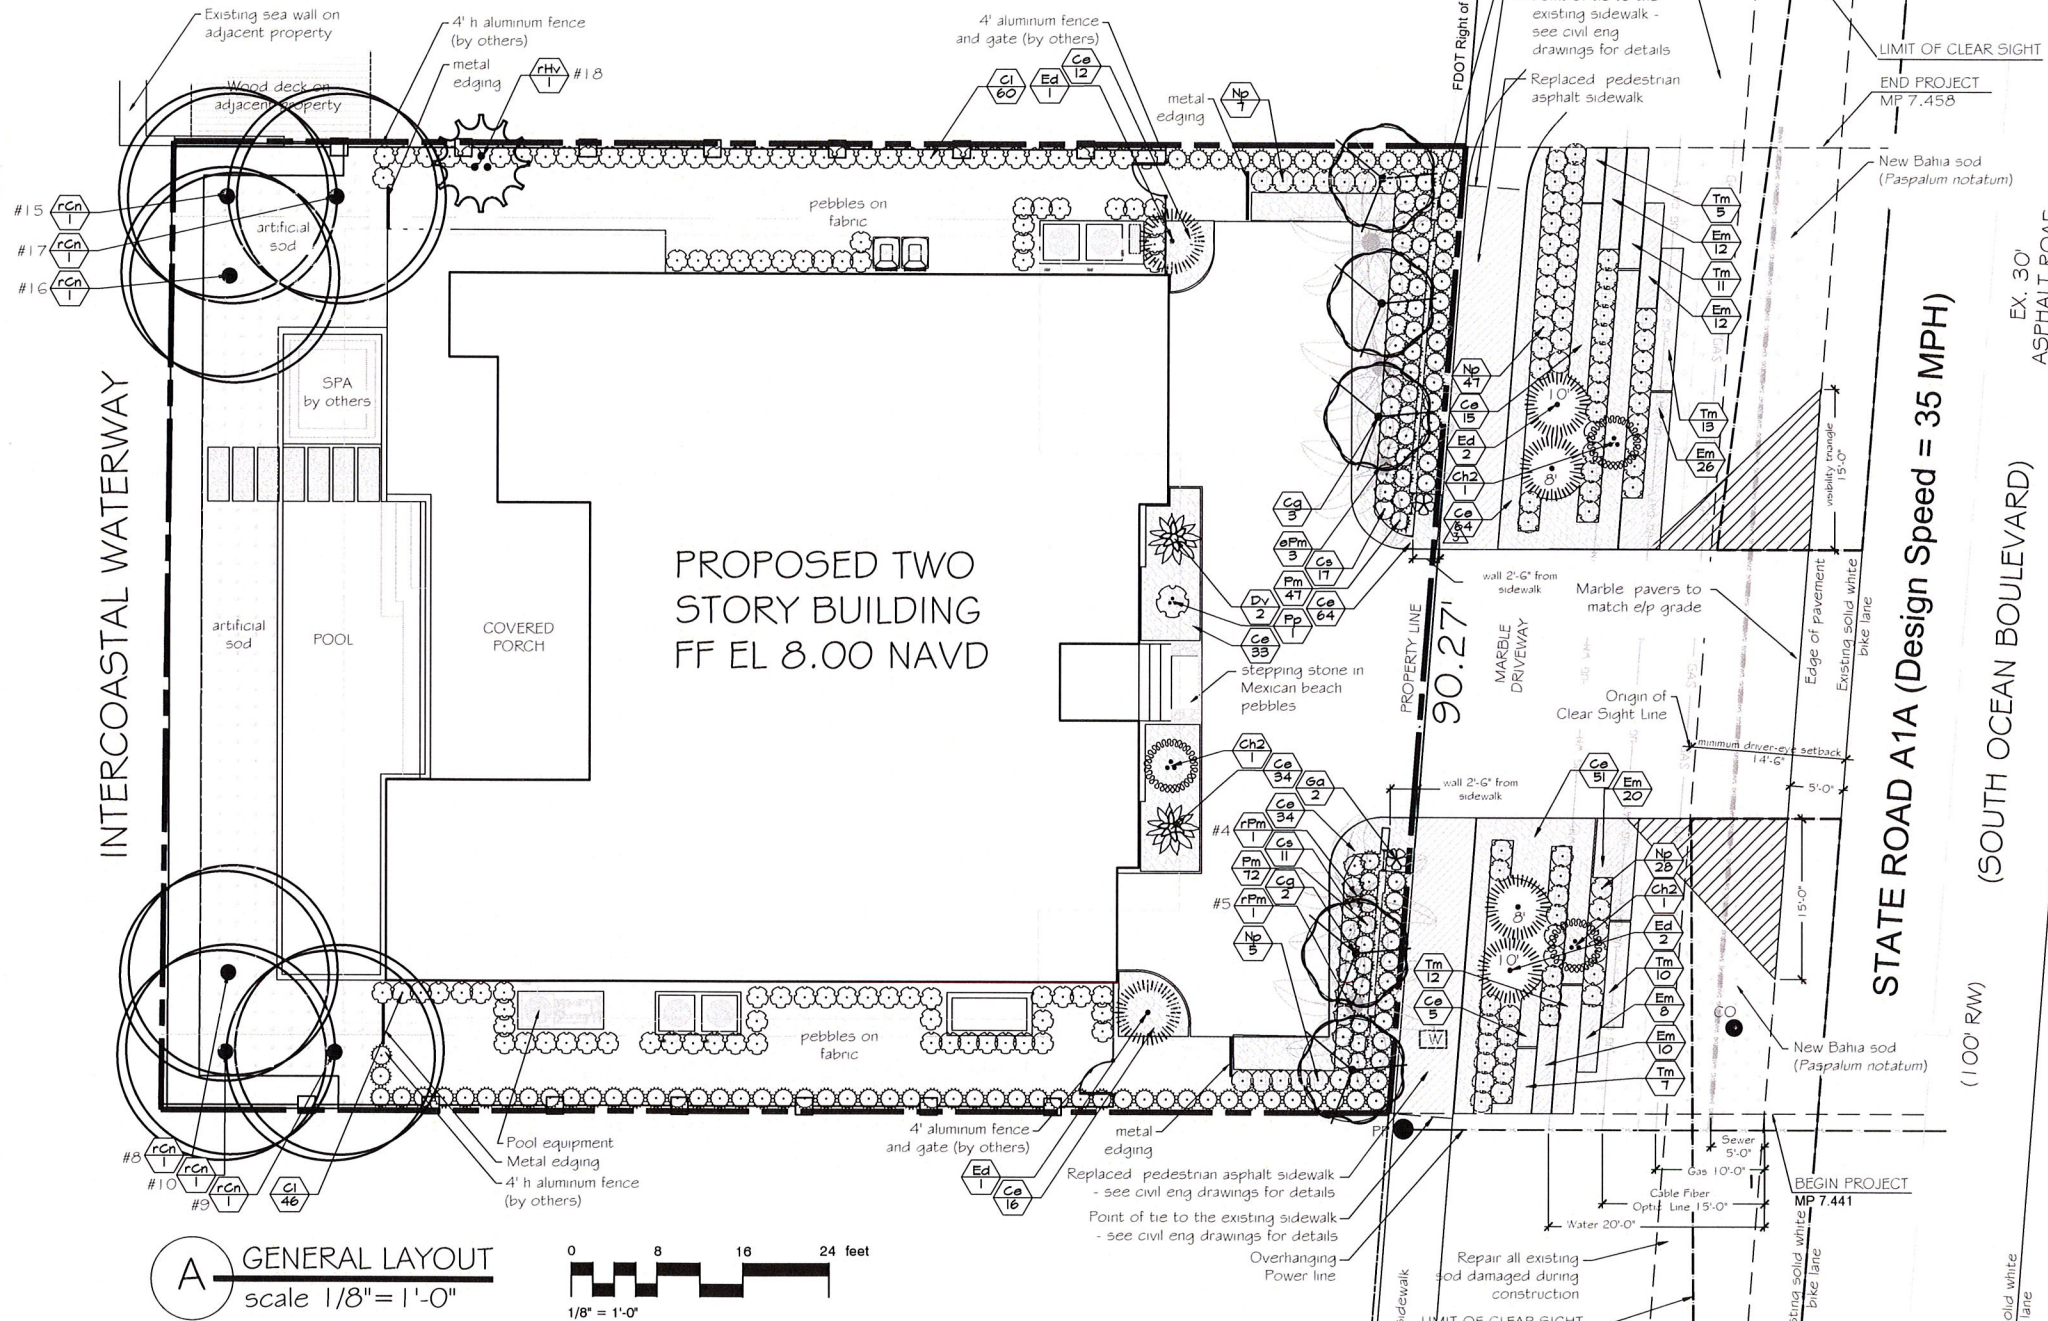 Existing sea wall on
adjacent property
4' h aluminum fence
(by others)
metal
edging
rHv
1
#18
Wood deck on
adjacent property
4' aluminum fence
and gate (by others)
Cl
60
Ed
1
Ce
12
metal
edging
Np
7
FDOT Right of
existing sidewalk -
see civil eng
drawings for details
Replaced pedestrian
asphalt sidewalk
LIMIT OF CLEAR SIGHT
END PROJECT
MP 7.458
New Bahia sod
(Paspalum notatum)
#15
rCn
1
#17
rCn
1
#16
rCn
1
artificial
sod
pebbles on
fabric
Tm
5
Em
12
Tm
11
Em
12
EX. 30'
ASPHALT ROAD
SPA
by others
Np
47
Ce
15
Ed
2
Ch2
1
Ce
64
3
10'
8'
Tm
13
Em
26
visibility triangle
15'-0"
INTERCOASTAL WATERWAY
STATE ROAD A1A (Design Speed = 35 MPH)
(SOUTH OCEAN BOULEVARD)
(100' R/W)
Cg
3
ePm
3
Cs
17
Pm
47
Ce
64
Dv
2
Pp
1
Ce
33
wall 2'-6" from
sidewalk
Marble pavers to
match e/p grade
Edge of pavement
Existing solid white
bike lane
PROPOSED TWO
STORY BUILDING
FF EL 8.00 NAVD
artificial
sod
POOL
COVERED
PORCH
stepping stone in
Mexican beach
pebbles
PROPERTY LINE
90.27'
MARBLE
DRIVEWAY
Origin of
Clear Sight Line
minimum driver-eye setback
14'-6"
5'-0"
GAS
Ch2
1
Ce
34
Ga
2
wall 2'-6" from
sidewalk
Ce
51
Em
20
#4
rPm
1
Ce
34
Cs
11
Pm
72
Cg
2
#5
rPm
1
Np
5
8'
10'
Np
28
Ch2
1
Ed
2
Tm
10
Em
8
Em
10
Tm
7
15'-0"
Tm
12
Ce
5
W
CO
New Bahia sod
(Paspalum notatum)
pebbles on
fabric
#8
rCn
1
#10
rCn
1
#9
rCn
1
Cl
46
Pool equipment
Metal edging
4' h aluminum fence
(by others)
4' aluminum fence
and gate (by others)
Ed
1
Ce
16
metal
edging
PP
Replaced pedestrian asphalt sidewalk
- see civil eng drawings for details
Point of tie to the existing sidewalk
- see civil eng drawings for details
Overhanging
Power line
Sewer
5'-0"
Gas 10'-0"
Cable Fiber
Optic Line 15'-0"
Water 20'-0"
BEGIN PROJECT
MP 7.441
Repair all existing
sod damaged during
construction
solid white
bike lane
A
GENERAL LAYOUT
scale 1/8"= 1'-0"
0 8 16 24 feet
1/8" = 1'-0"
sidewalk
LIMIT OF CLEAR SIGHT